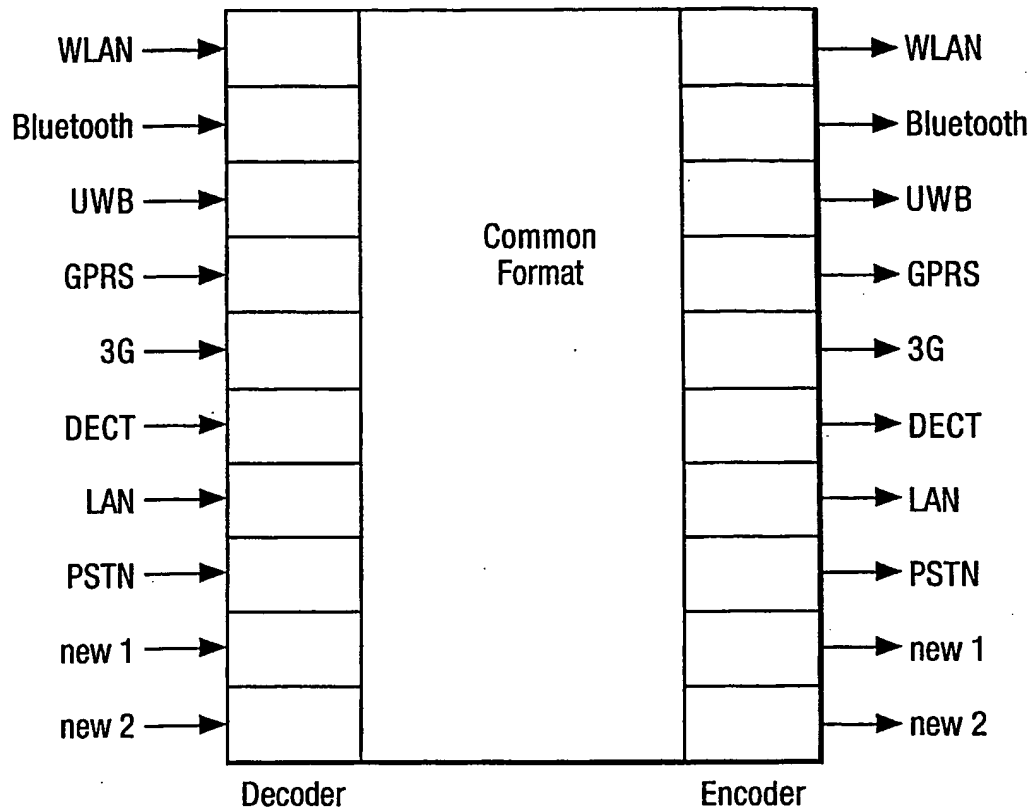 WLAN
Bluetooth
UWB
GPRS
3G
DECT
LAN
PSTN
new 1
new 2
Common
Format
WLAN
Bluetooth
UWB
GPRS
3G
DECT
LAN
PSTN
new 1
new 2
Decoder
Encoder